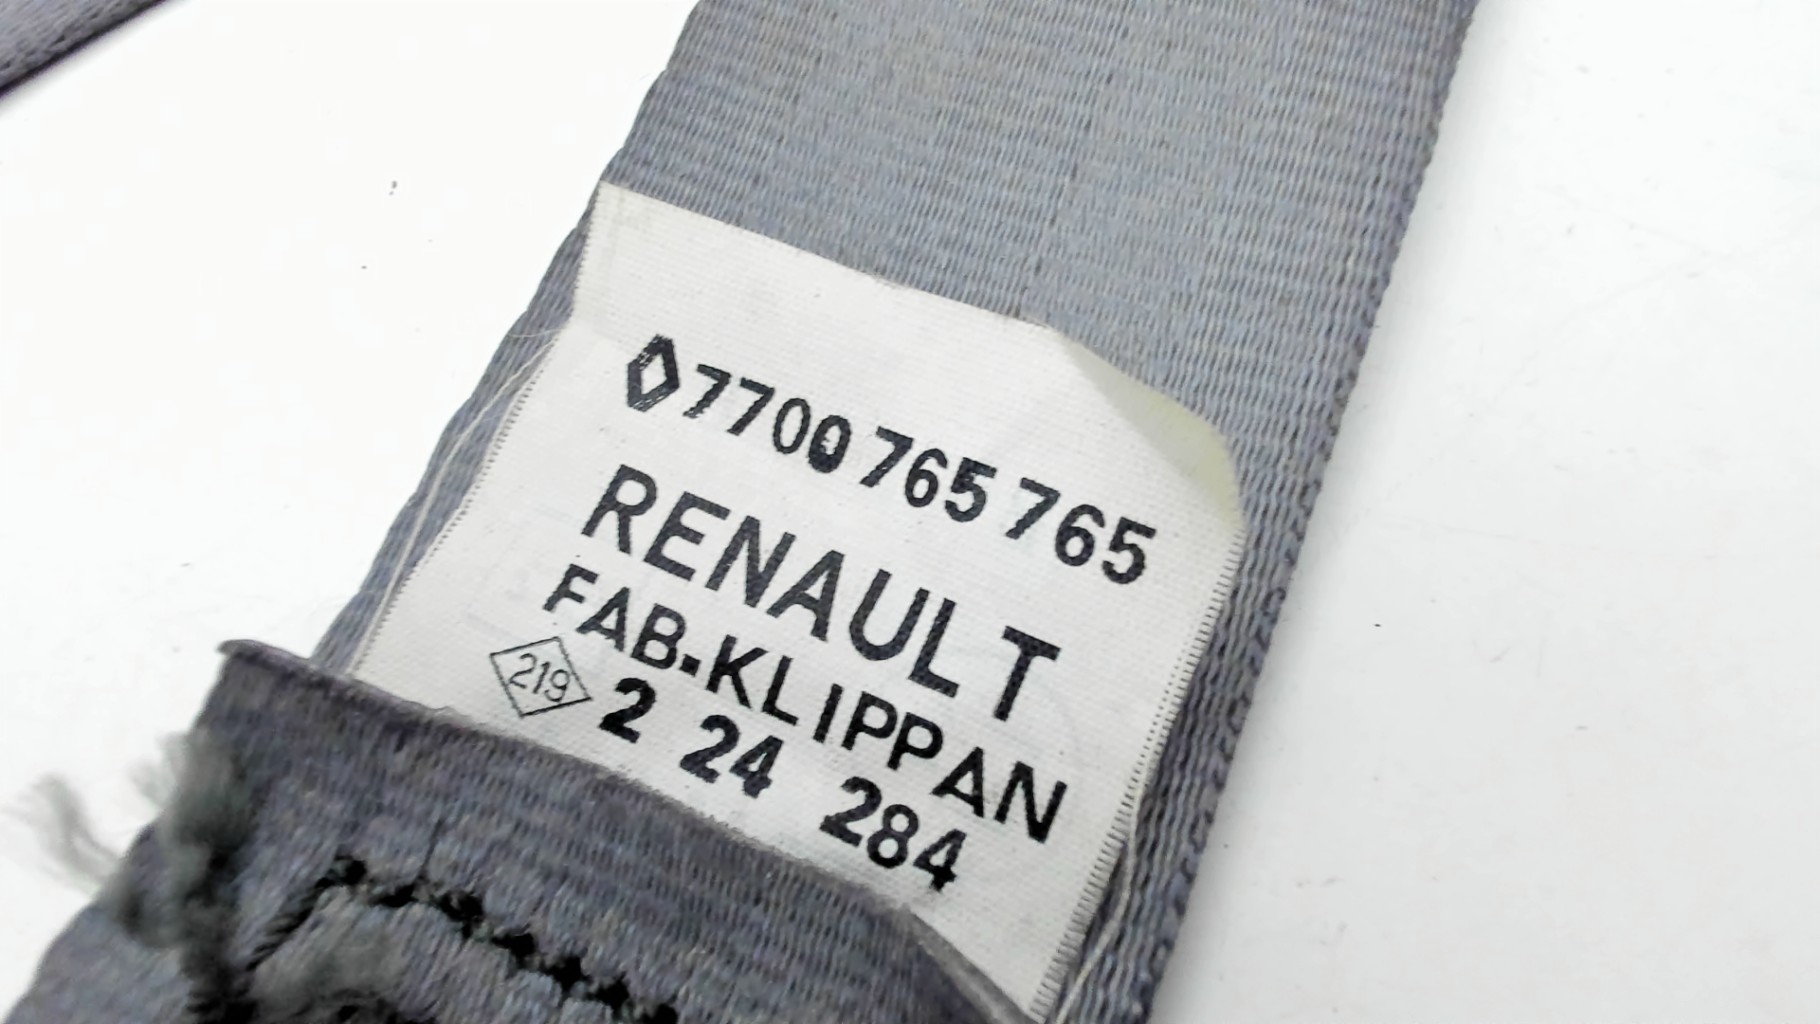 7700 765 765
RENAULT
FAB-KLIPPAN
219 2 24 284